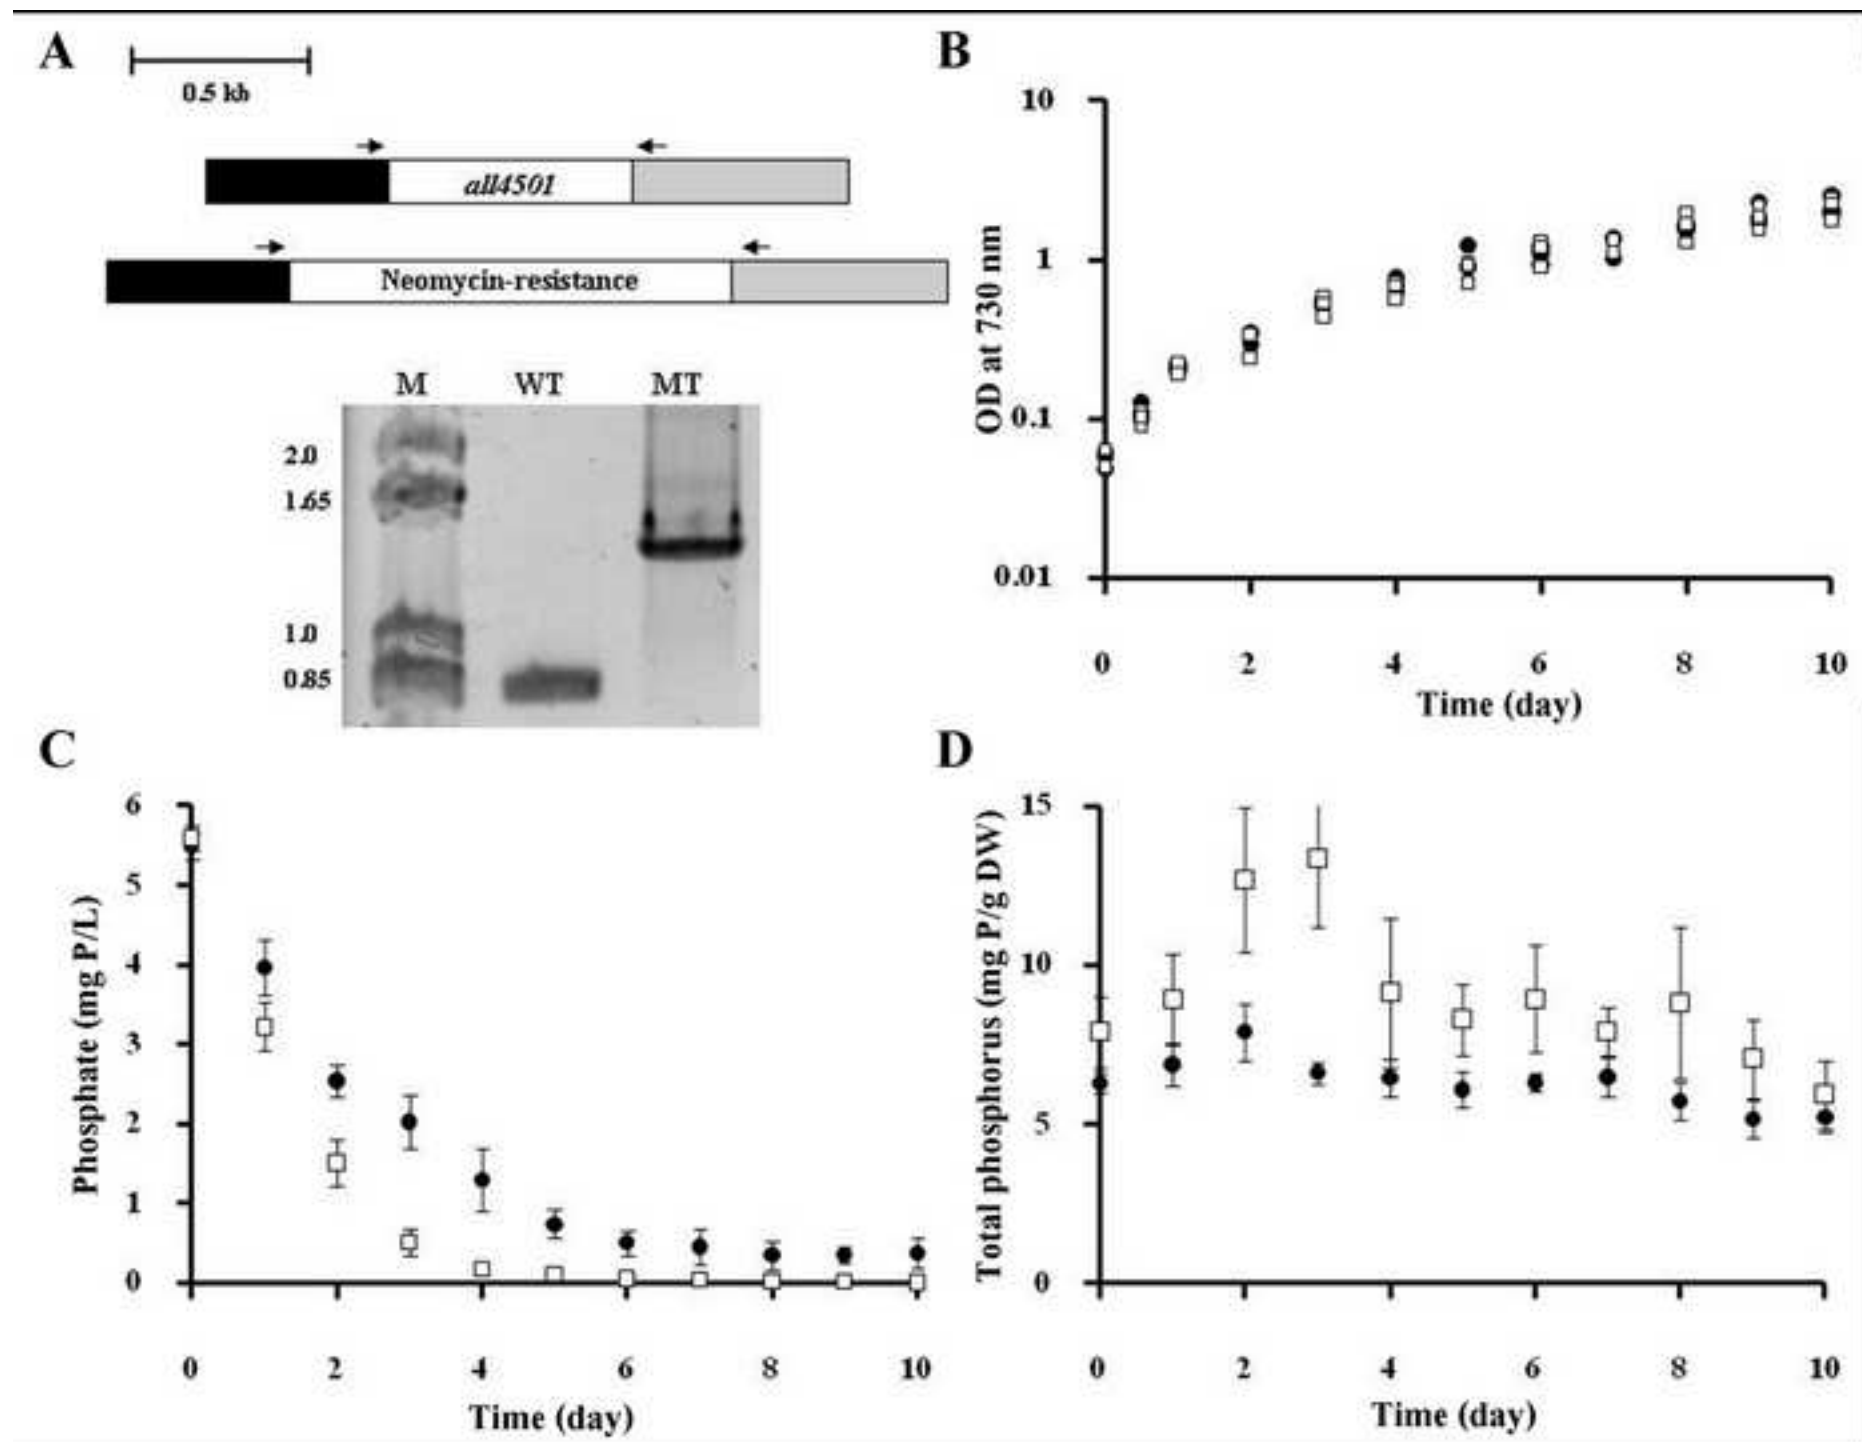 A
0.5 kb
all4501
Neomycin-resistance
M WT MT
2.0
1.65
1.0
0.85
B
OD at 730 nm
10
1
0.1
0.01
0 2 4 6 8 10
Time (day)
C
Phosphate (mg P/L)
6
5
4
3
2
1
0
0 2 4 6 8 10
Time (day)
D
Total phosphorus (mg P/g DW)
15
10
5
0
0 2 4 6 8 10
Time (day)